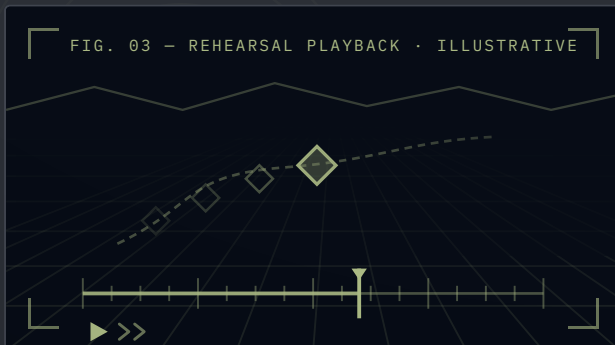 FIG. 03 — REHEARSAL PLAYBACK · ILLUSTRATIVE